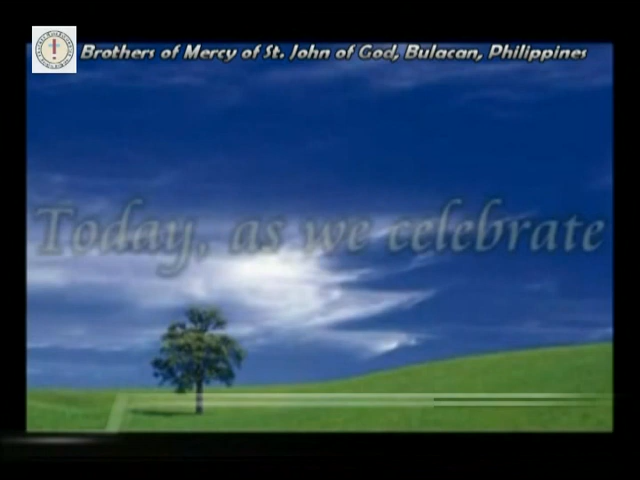 Brothers of Mercy of St. John of God, Bulacan, Philippines
Today, as we celebrate